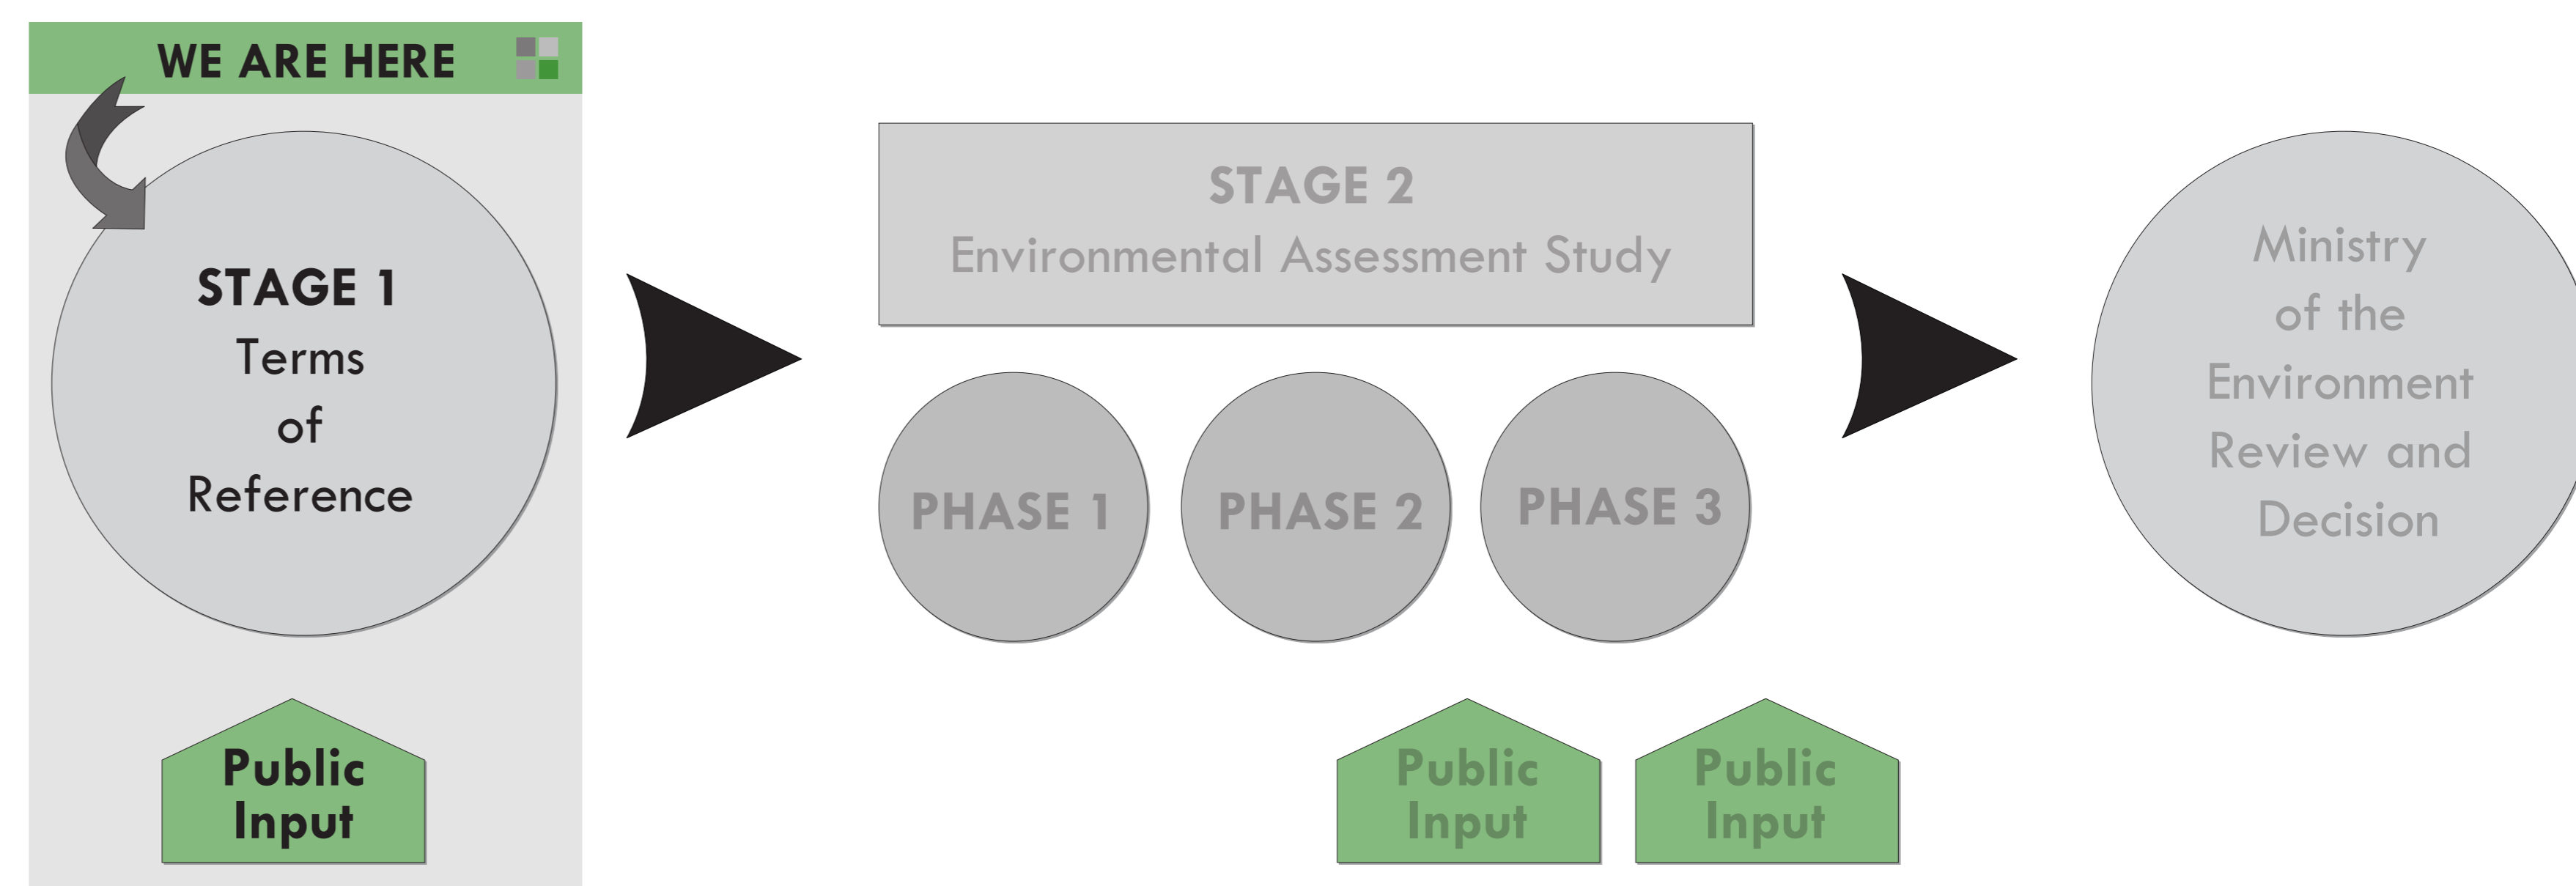 WE ARE HERE
STAGE 1
Terms
of
Reference
Public
Input
STAGE 2
Environmental Assessment Study
PHASE 1
PHASE 2
PHASE 3
Public
Input
Public
Input
Ministry
of the
Environment
Review and
Decision